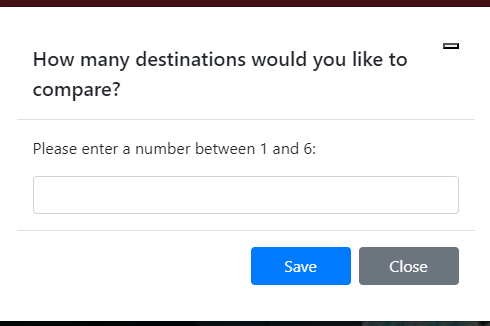 How many destinations would you like to
compare?
Please enter a number between 1 and 6:
Save
Close